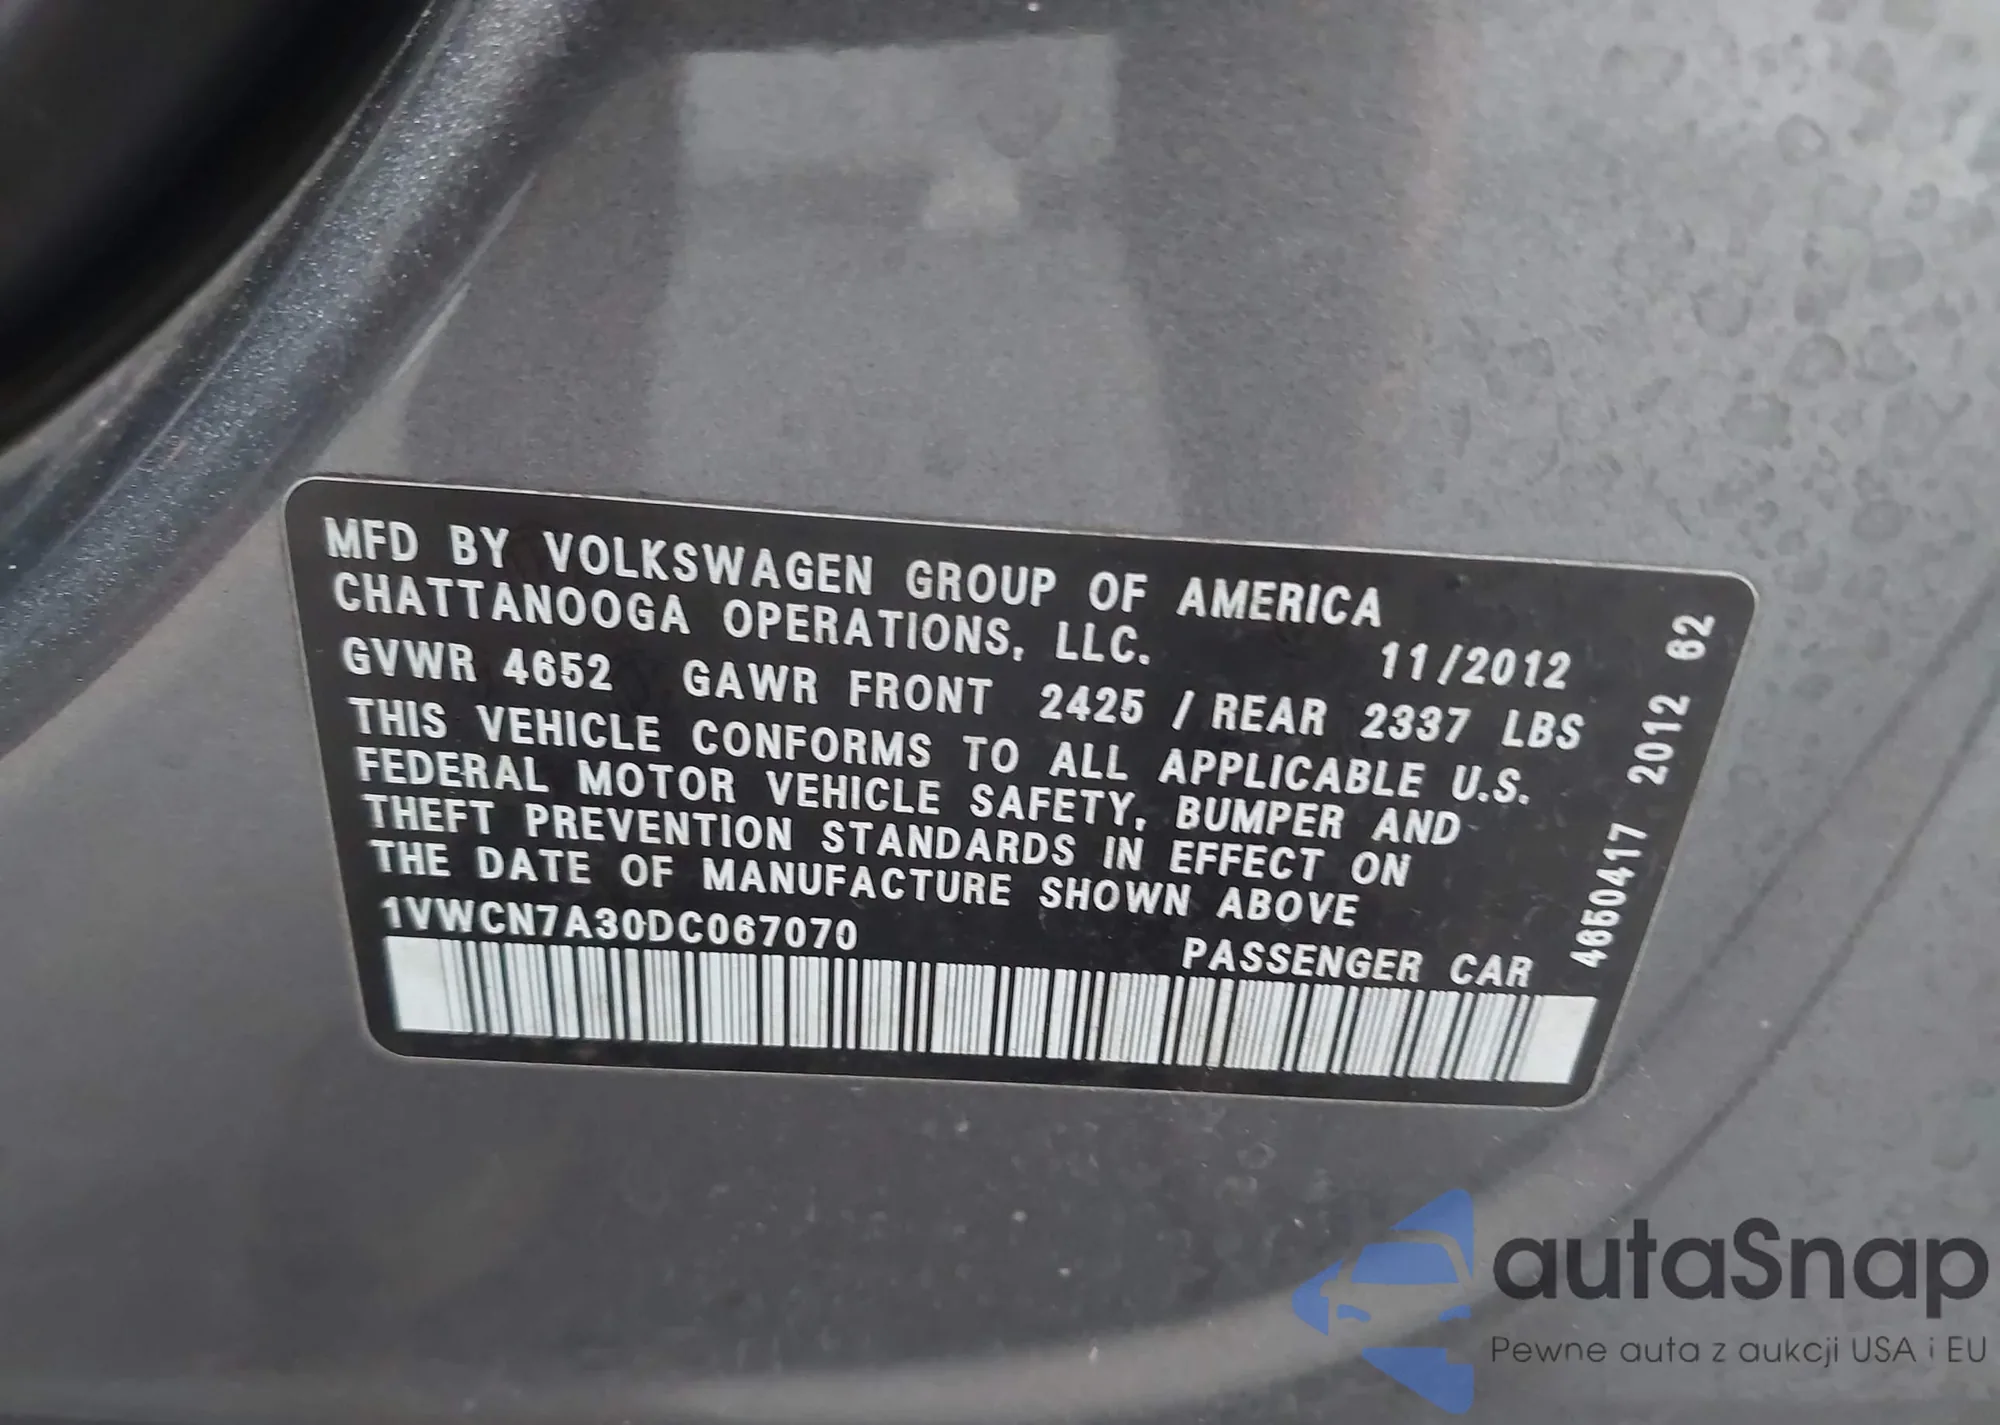 MFD BY VOLKSWAGEN GROUP OF AMERICA
CHATTANOOGA OPERATIONS, LLC.
11/2012
GVWR 4652 GAWR FRONT 2425 / REAR 2337 LBS
THIS VEHICLE CONFORMS TO ALL APPLICABLE U.S.
FEDERAL MOTOR VEHICLE SAFETY, BUMPER AND
THEFT PREVENTION STANDARDS IN EFFECT ON
THE DATE OF MANUFACTURE SHOWN ABOVE
1VWCN7A30DC067070
PASSENGER CAR
4650417 2012 62
autaSnap
Pewne auta z aukcji USA i EU